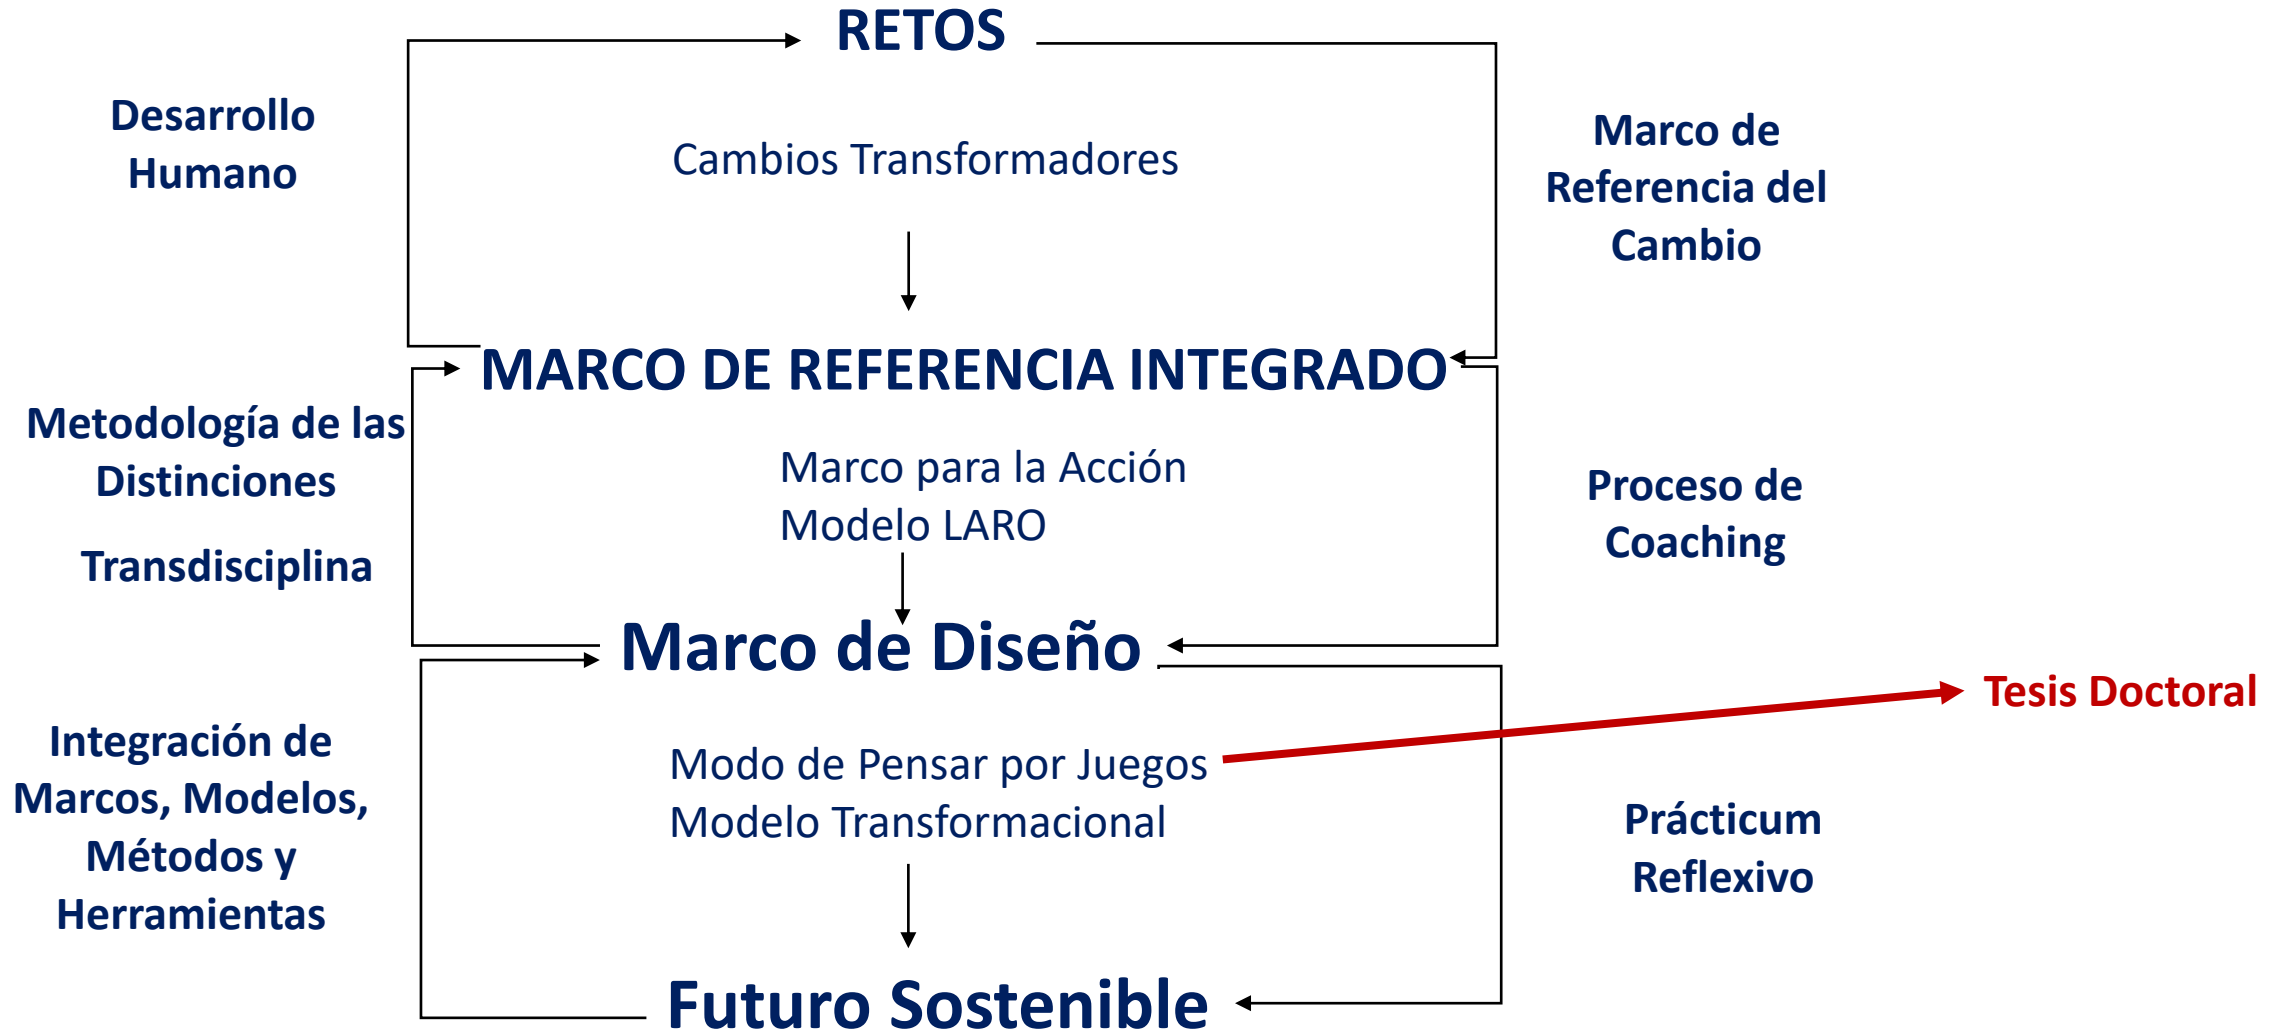 RETOS
Desarrollo
Humano
Cambios Transformadores
Marco de
Referencia del
Cambio
MARCO DE REFERENCIA INTEGRADO
Metodología de las
Distinciones
Transdisciplina
Marco para la Acción
Modelo LARO
Proceso de
Coaching
Marco de Diseño
Tesis Doctoral
Integración de
Marcos, Modelos,
Métodos y
Herramientas
Modo de Pensar por Juegos
Modelo Transformacional
Prácticum
Reflexivo
Futuro Sostenible